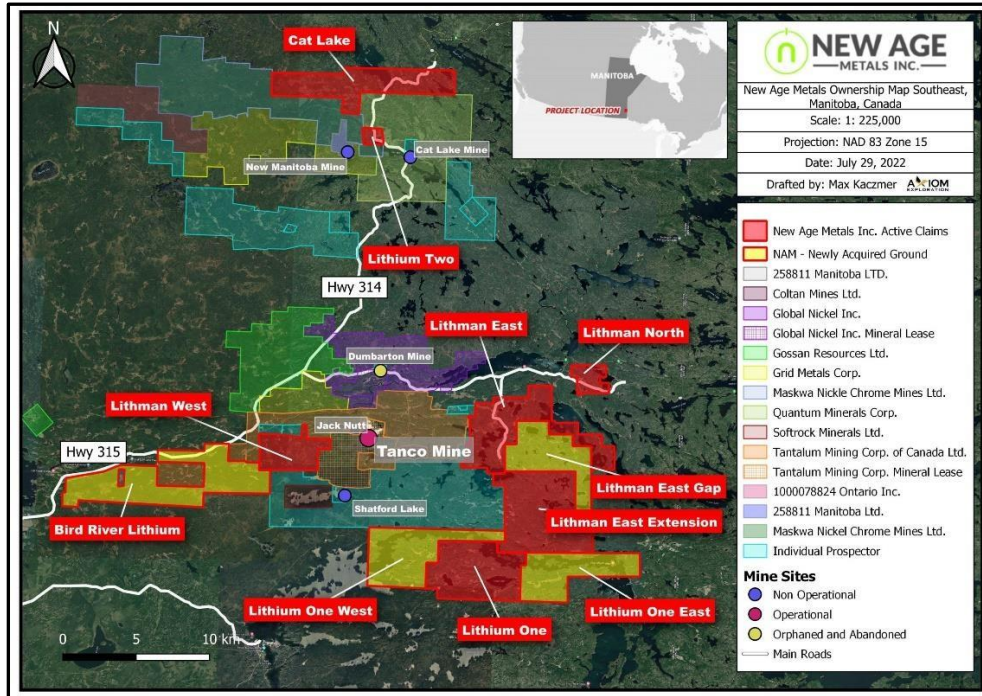 N
Cat Lake
New Manitoba Mine
Cat Lake Mine
Lithium Two
Hwy 314
Lithman East
Lithman North
Dumbarton Mine
Lithman West
Jack Nutt
Tanco Mine
Hwy 315
Bird River Lithium
Shatford Lake
Lithman East Gap
Lithman East Extension
Lithium One West
Lithium One
Lithium One East
0 5 10 km
MANITOBA
PROJECT LOCATION
NEW AGE
METALS INC.
New Age Metals Ownership Map Southeast,
Manitoba, Canada
Scale: 1: 225,000
Projection: NAD 83 Zone 15
Date: July 29, 2022
Drafted by: Max Kaczmer AXIOM
EXPLORATION
New Age Metals Inc. Active Claims
NAM - Newly Acquired Ground
258811 Manitoba LTD.
Coltan Mines Ltd.
Global Nickel Inc.
Global Nickel Inc. Mineral Lease
Gossan Resources Ltd.
Grid Metals Corp.
Maskwa Nickle Chrome Mines Ltd.
Quantum Minerals Corp.
Softrock Minerals Ltd.
Tantalum Mining Corp. of Canada Ltd.
Tantalum Mining Corp. Mineral Lease
1000078824 Ontario Inc.
258811 Manitoba Ltd.
Maskwa Nickel Chrome Mines Ltd.
Individual Prospector
Mine Sites
Non Operational
Operational
Orphaned and Abandoned
Main Roads